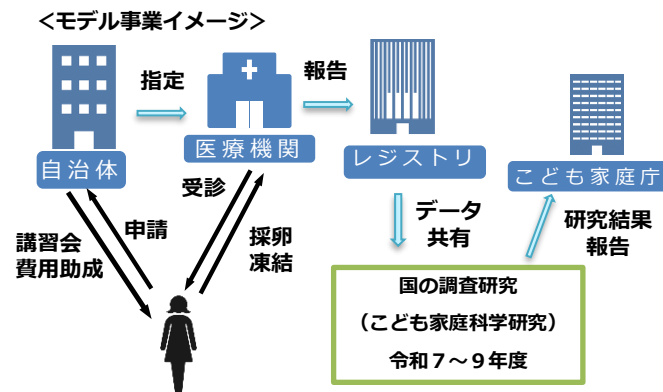 ＜モデル事業イメージ＞
指定
報告
自治体
医療機関
レジストリ
こども家庭庁
講習会
費用助成
申請
受診
採卵
凍結
データ
共有
研究結果
報告
国の調査研究
（こども家庭科学研究）
令和７～９年度